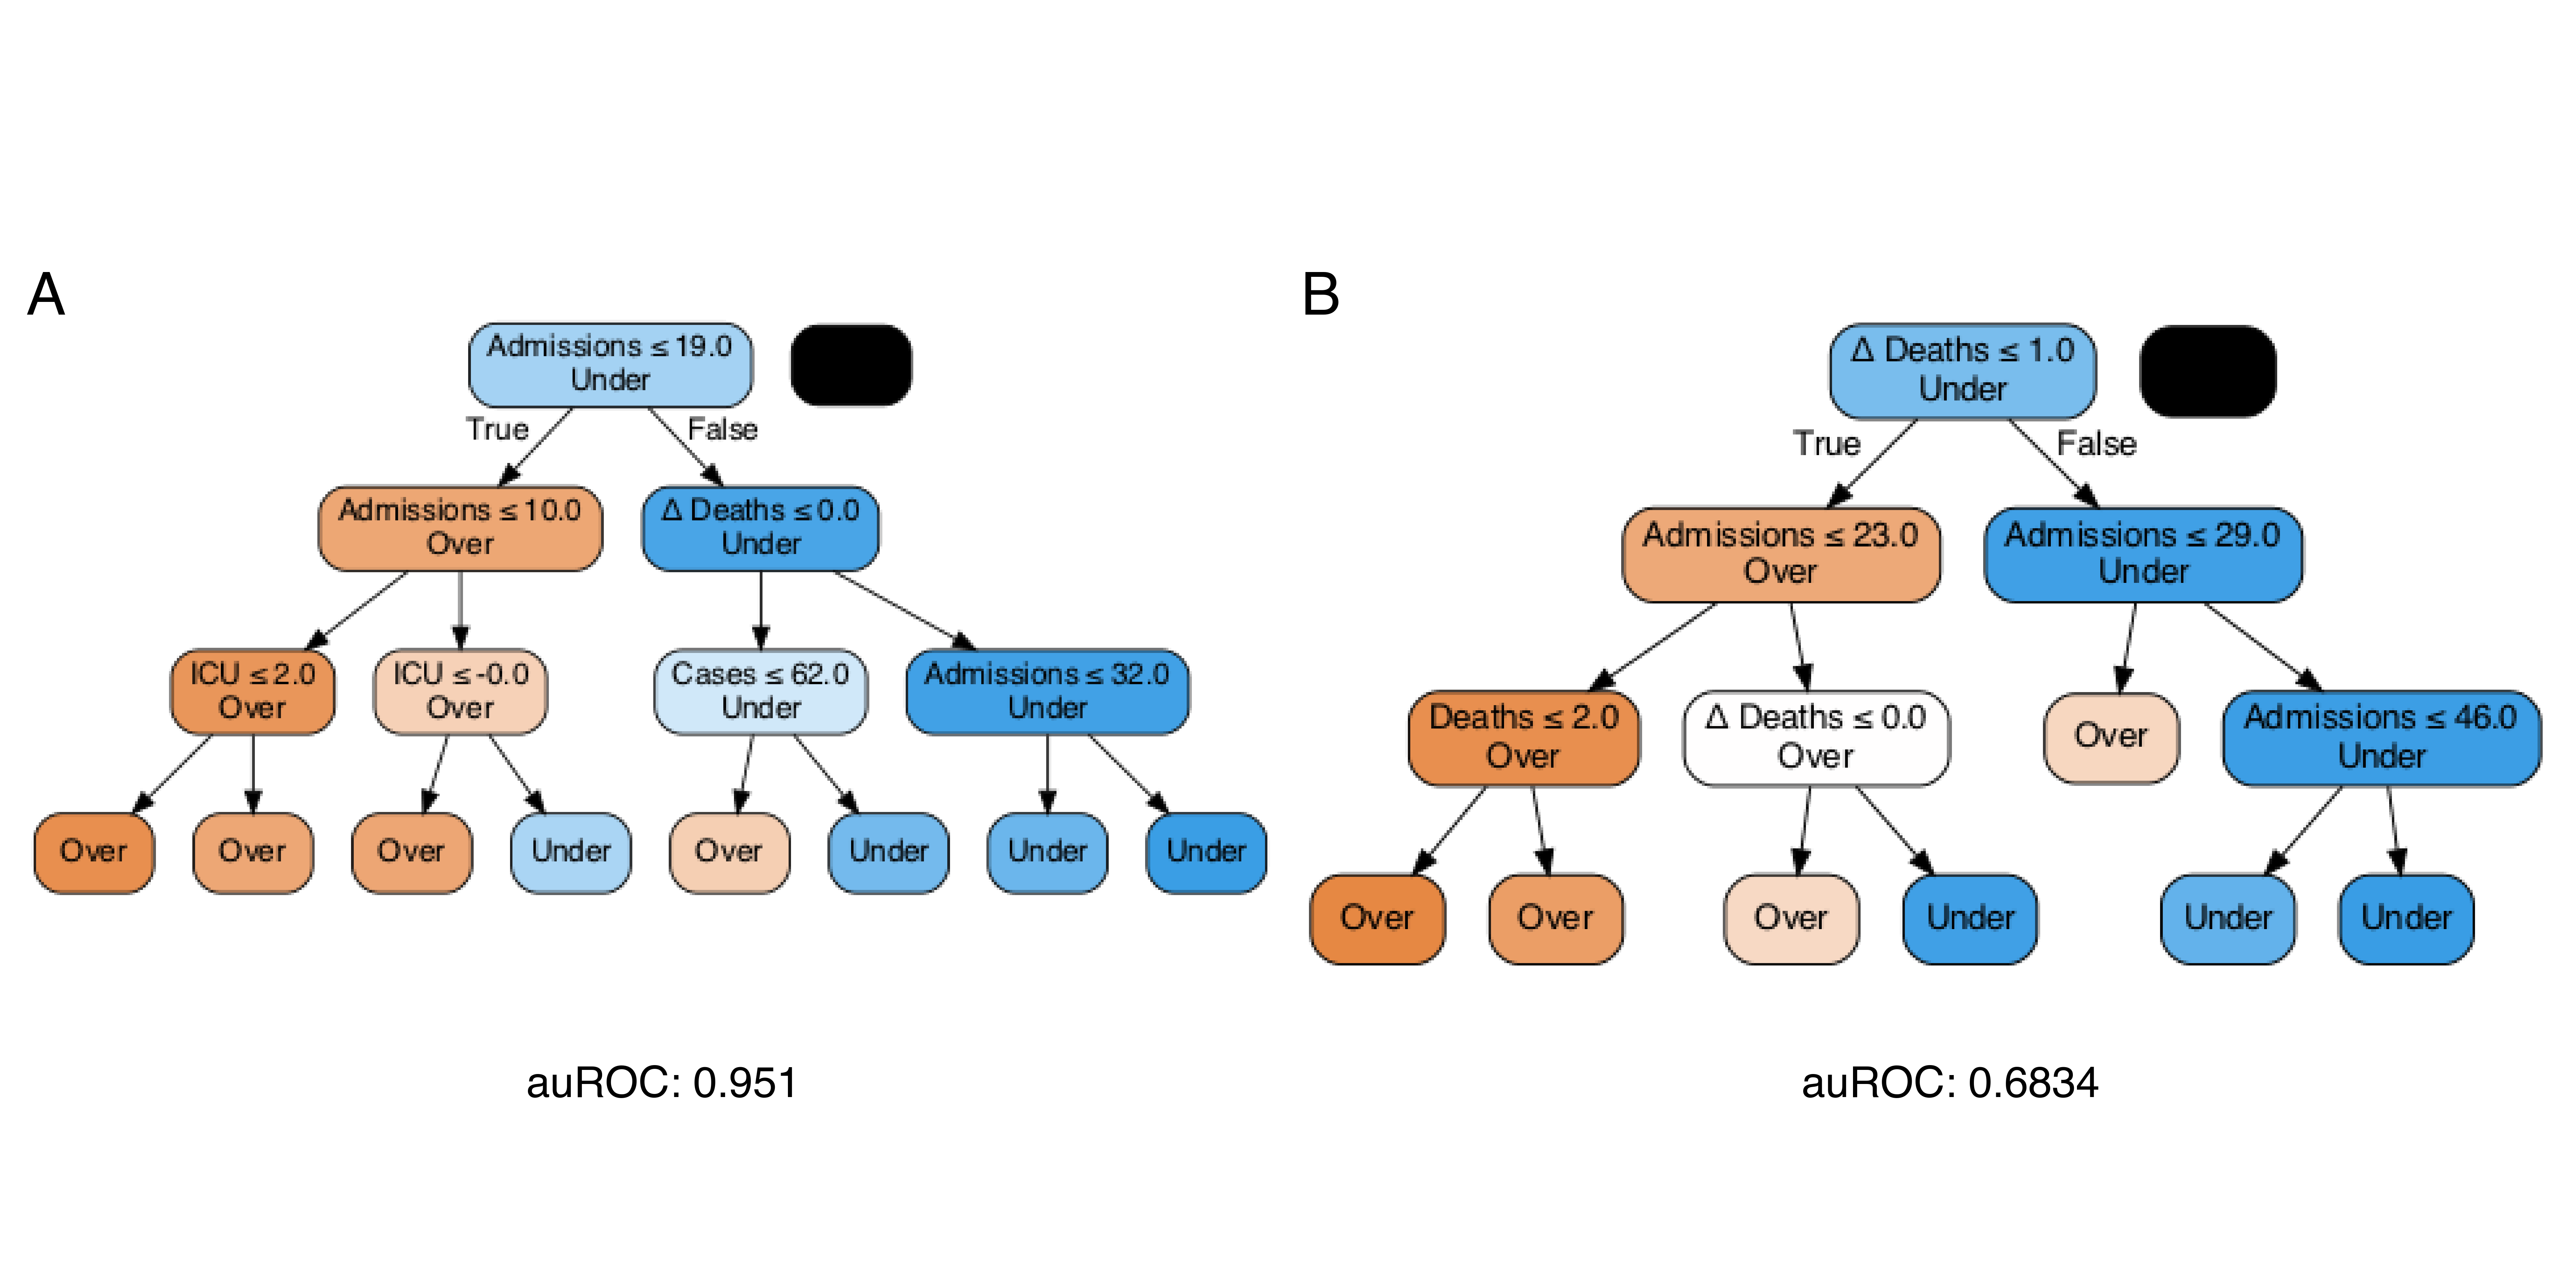 A
Admissions ≤ 19.0
Under
True
False
Admissions ≤ 10.0
Over
Δ Deaths ≤ 0.0
Under
ICU ≤ 2.0
Over
ICU ≤ -0.0
Over
Cases ≤ 62.0
Under
Admissions ≤ 32.0
Under
Over
Over
Over
Under
Over
Under
Under
Under
auROC: 0.951
B
Δ Deaths ≤ 1.0
Under
True
False
Admissions ≤ 23.0
Over
Admissions ≤ 29.0
Under
Deaths ≤ 2.0
Over
Δ Deaths ≤ 0.0
Over
Over
Admissions ≤ 46.0
Under
Over
Over
Over
Under
Under
Under
auROC: 0.6834